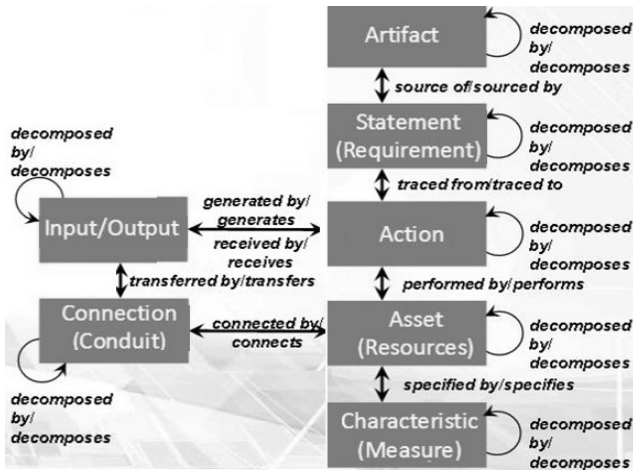 Artifact
decomposed
by/
decomposes
source of/sourced by
Statement
(Requirement)
decomposed
by/
decomposes
traced from/traced to
decomposed
by/
decomposes
Input/Output
generated by/
generates
received by/
receives
Action
decomposed
by/
decomposes
transferred by/transfers
performed by/performs
Connection
(Conduit)
connected by/
connects
Asset
(Resources)
decomposed
by/
decomposes
decomposed
by/
decomposes
specified by/specifies
Characteristic
(Measure)
decomposed
by/
decomposes